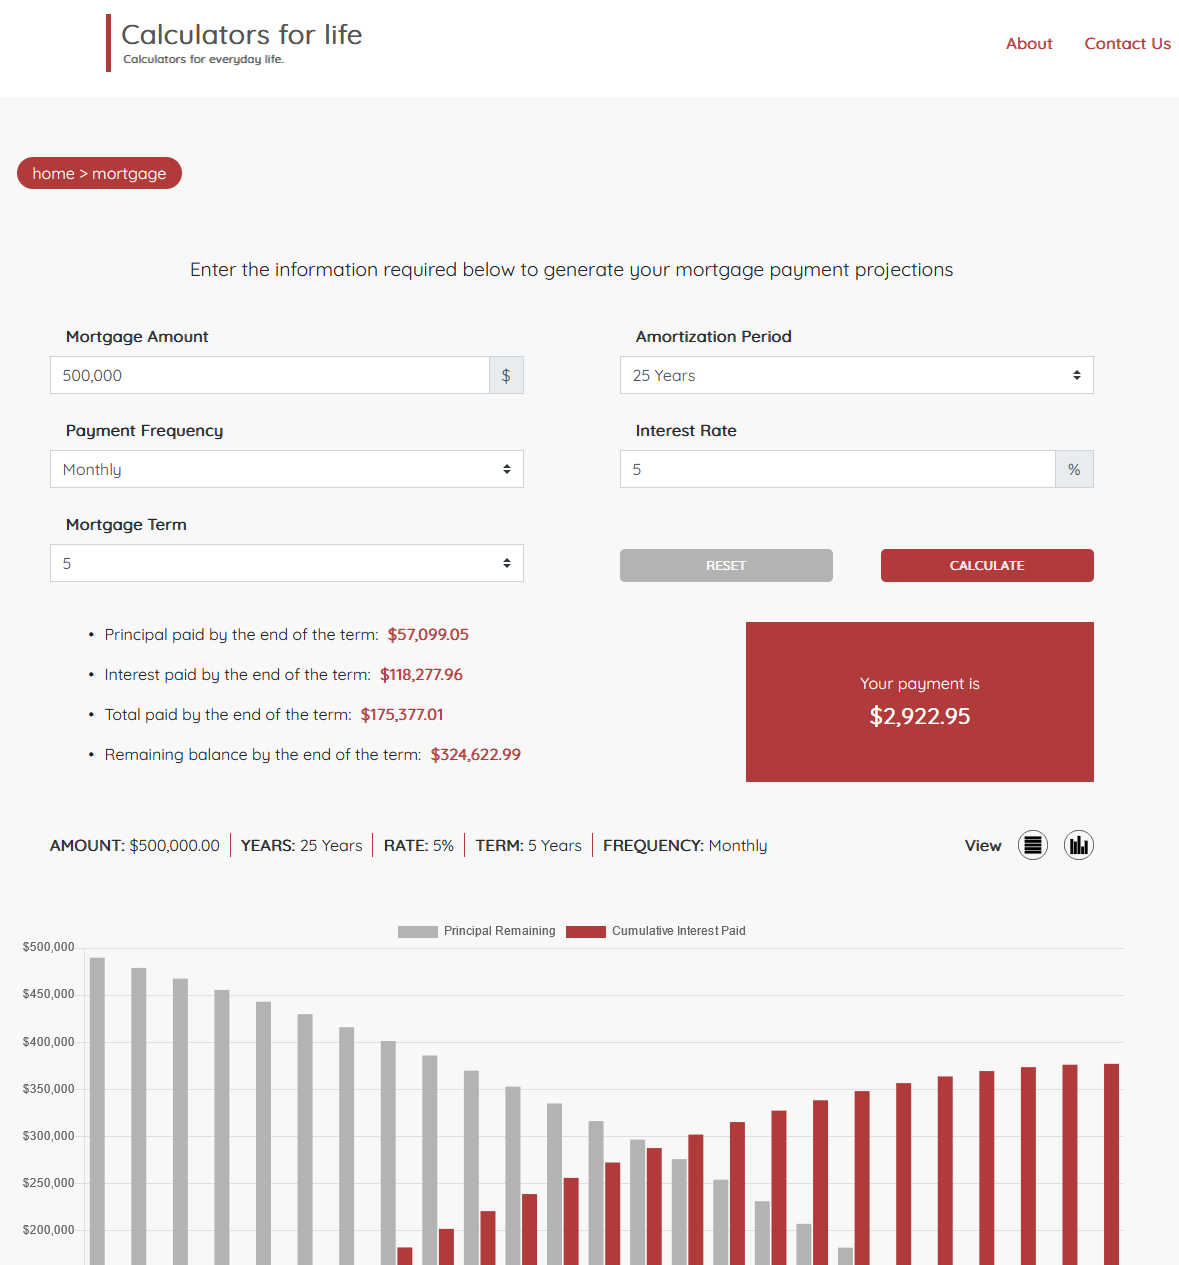 Calculators for life
Calculators for everyday life.
About
Contact Us
home > mortgage
Enter the information required below to generate your mortgage payment projections
Mortgage Amount
Amortization Period
500,000
$
25 Years
Payment Frequency
Interest Rate
Monthly
5
%
Mortgage Term
5
RESET
CALCULATE
• Principal paid by the end of the term: $57,099.05
• Interest paid by the end of the term: $118,277.96
• Total paid by the end of the term: $175,377.01
• Remaining balance by the end of the term: $324,622.99
Your payment is
$2,922.95
AMOUNT: $500,000.00
YEARS: 25 Years
RATE: 5%
TERM: 5 Years
FREQUENCY: Monthly
View
Principal Remaining
Cumulative Interest Paid
$500,000
$450,000
$400,000
$350,000
$300,000
$250,000
$200,000